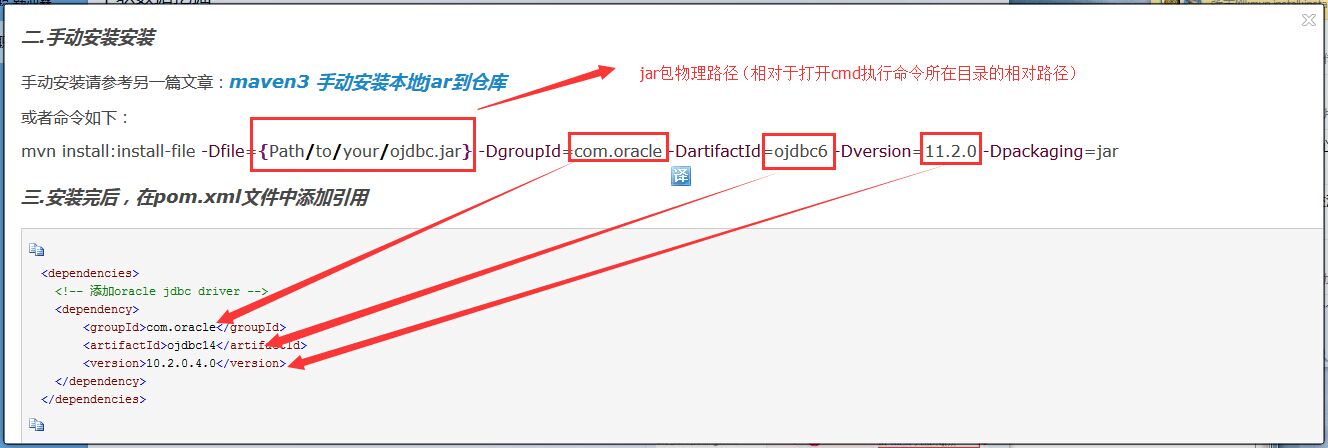 二.手动安装安装
jar包物理路径（相对于打开cmd执行命令所在目录的相对路径）
手动安装请参考另一篇文章：maven3 手动安装本地jar到仓库
或者命令如下：
mvn install:install-file -Dfile={Path/to/your/ojdbc.jar} -DgroupId=com.oracle -DartifactId=ojdbc6 -Dversion=11.2.0 -Dpackaging=jar
译
三.安装完后，在pom.xml文件中添加引用
<dependencies>
<!-- 添加oracle jdbc driver -->
<dependency>
<groupId>com.oracle</groupId>
<artifactId>ojdbc14</artifactId>
<version>10.2.0.4.0</version>
</dependency>
</dependencies>